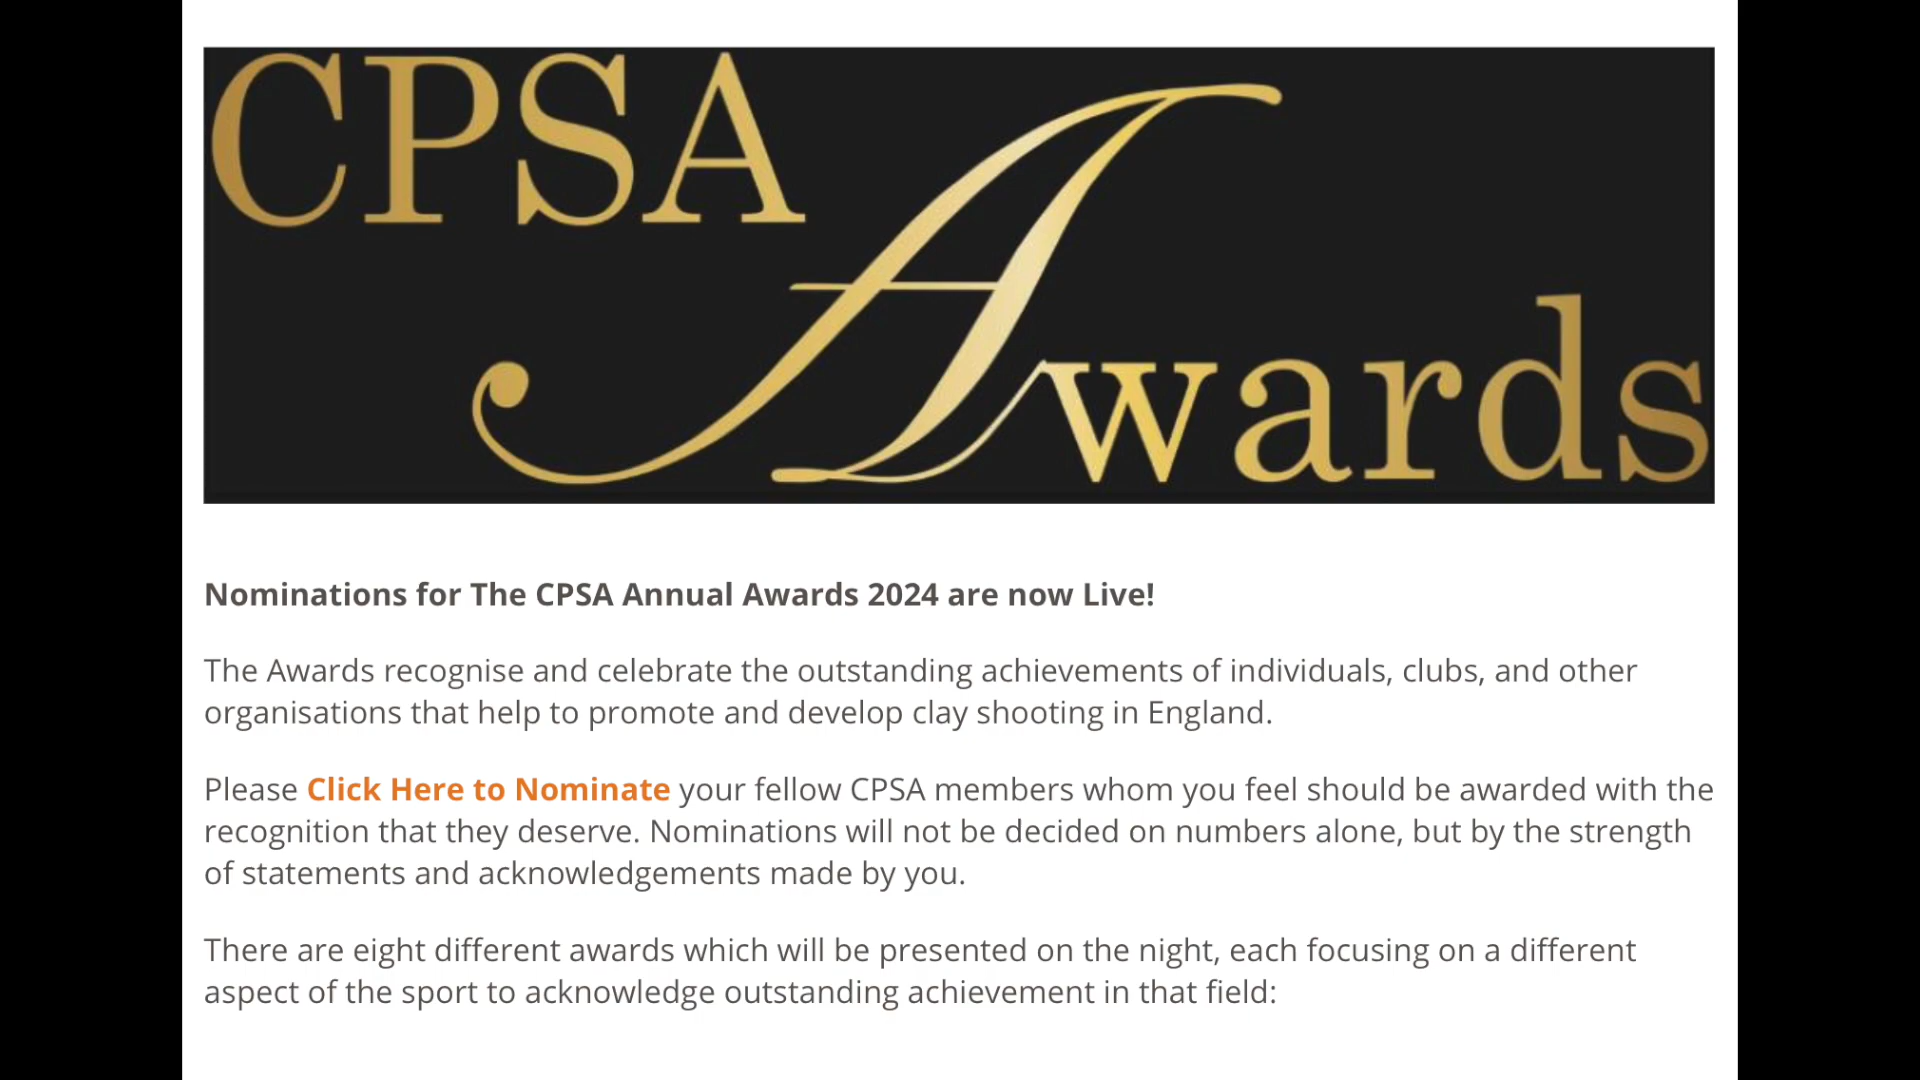 CPSA
Awards
Nominations for The CPSA Annual Awards 2024 are now Live!
The Awards recognise and celebrate the outstanding achievements of individuals, clubs, and other
organisations that help to promote and develop clay shooting in England.
Please Click Here to Nominate your fellow CPSA members whom you feel should be awarded with the
recognition that they deserve. Nominations will not be decided on numbers alone, but by the strength
of statements and acknowledgements made by you.
There are eight different awards which will be presented on the night, each focusing on a different
aspect of the sport to acknowledge outstanding achievement in that field: